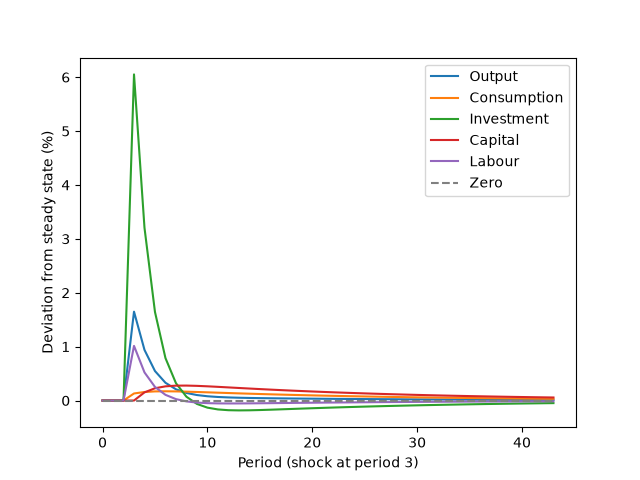 Deviation from steady state (%)
6
5
4
3
2
1
0
Output
Consumption
Investment
Capital
Labour
Zero
0
10
20
30
40
Period (shock at period 3)